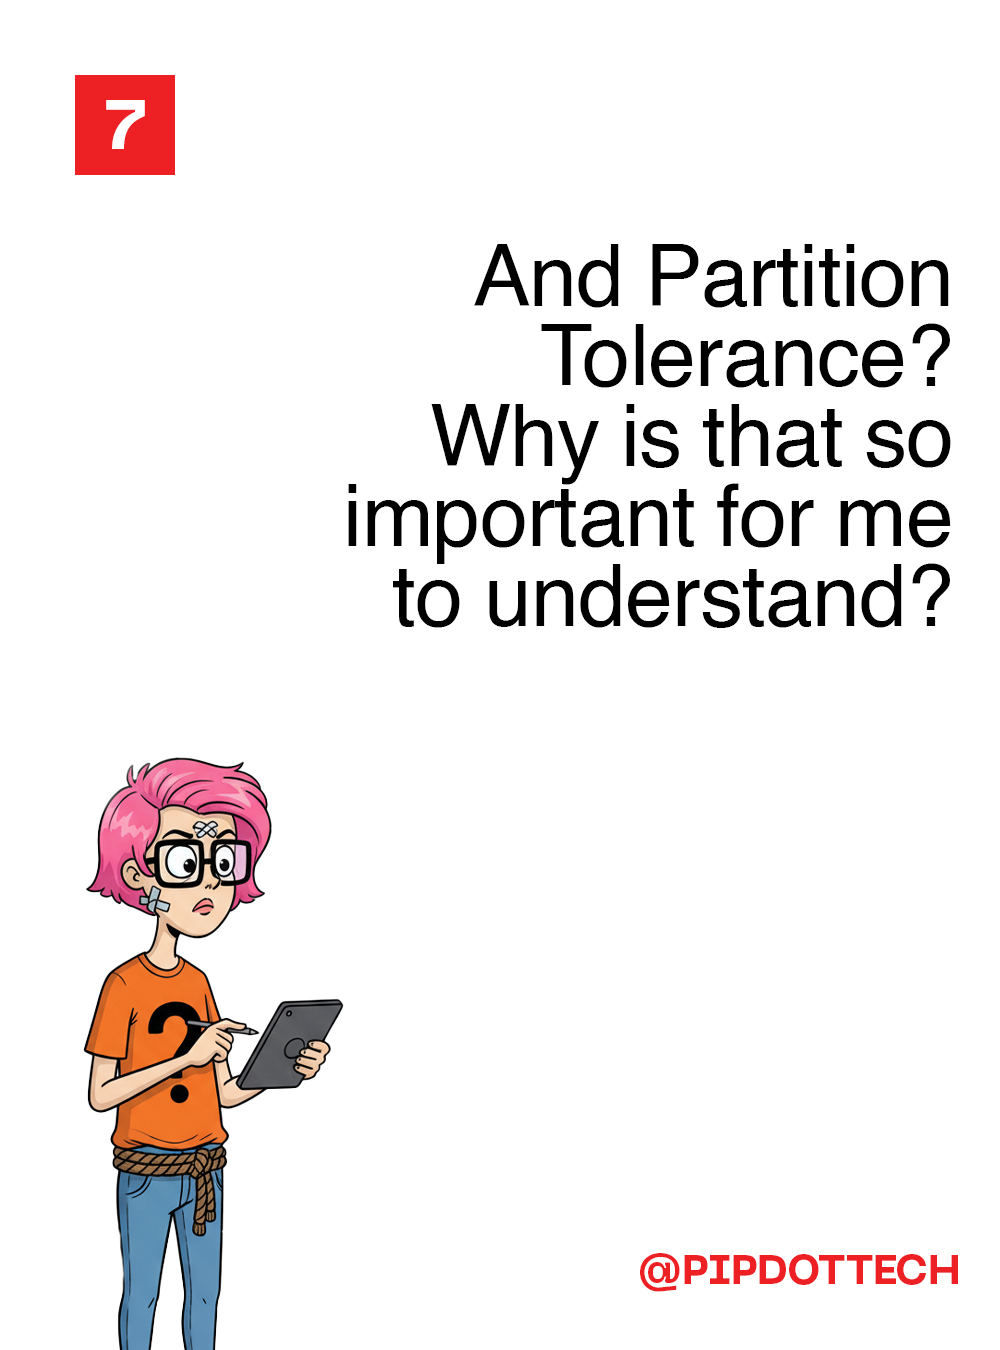 7
And Partition
Tolerance?
Why is that so
important for me
to understand?
?
@PIPDOTTECH